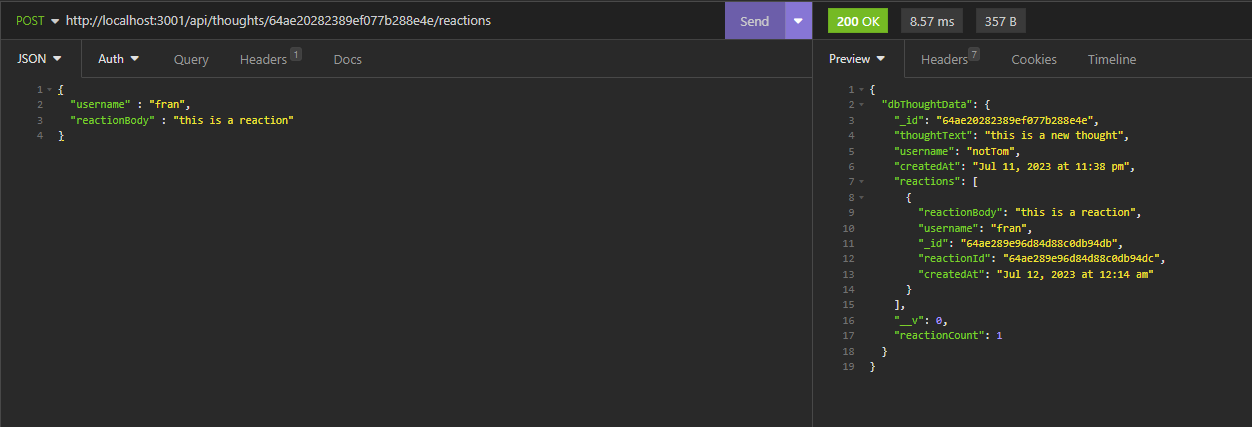 POST http://localhost:3001/api/thoughts/64ae20282389ef077b288e4e/reactions Send
200 OK 8.57 ms 357 B
JSON Auth Query Headers 1 Docs
Preview Headers 7 Cookies Timeline
1 {
2 "username" : "fran",
3 "reactionBody" : "this is a reaction"
4 }
1 {
2 "dbThoughtData": {
3 "_id": "64ae20282389ef077b288e4e",
4 "thoughtText": "this is a new thought",
5 "username": "notTom",
6 "createdAt": "Jul 11, 2023 at 11:38 pm",
7 "reactions": [
8 {
9 "reactionBody": "this is a reaction",
10 "username": "fran",
11 "_id": "64ae289e96d84d88c0db94db",
12 "reactionId": "64ae289e96d84d88c0db94dc",
13 "createdAt": "Jul 12, 2023 at 12:14 am"
14 }
15 ],
16 "__v": 0,
17 "reactionCount": 1
18 }
19 }